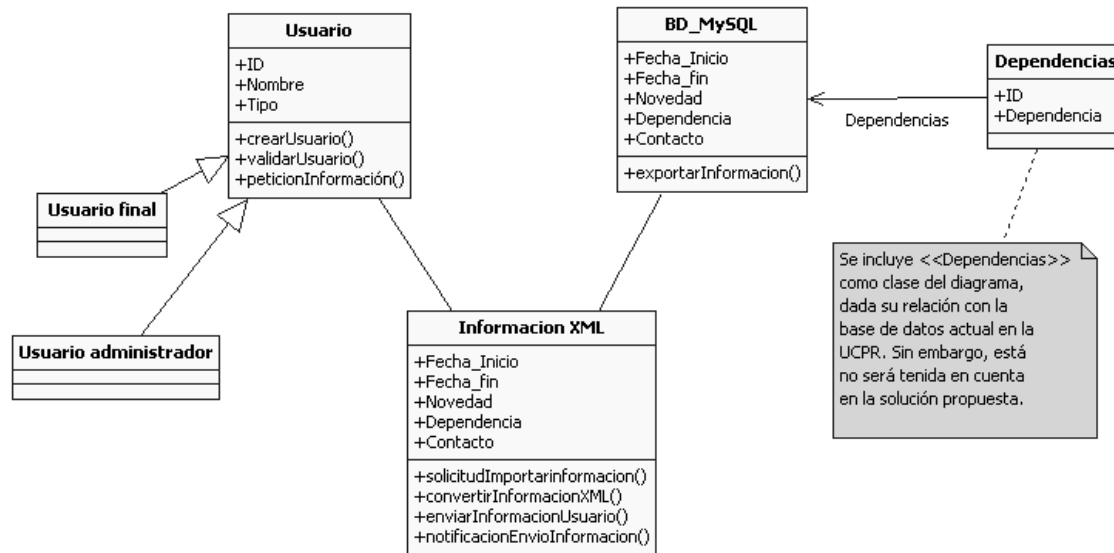 Usuario
+ID
+Nombre
+Tipo
+crearUsuario()
+validarUsuario()
+peticionInformación()
Usuario final
Usuario administrador
BD_MySQL
+Fecha_Inicio
+Fecha_fin
+Novedad
+Dependencia
+Contacto
+exportarInformacion()
Dependencias
Dependencias
+ID
+Dependencia
Se incluye <<Dependencias>>
como clase del diagrama,
dada su relación con la
base de datos actual en la
UCPR. Sin embargo, está
no será tenida en cuenta
en la solución propuesta.
Informacion XML
+Fecha_Inicio
+Fecha_fin
+Novedad
+Dependencia
+Contacto
+solicitudImportarinformacion()
+convertirInformacionXML()
+enviarInformacionUsuario()
+notificacionEnvioInformacion()